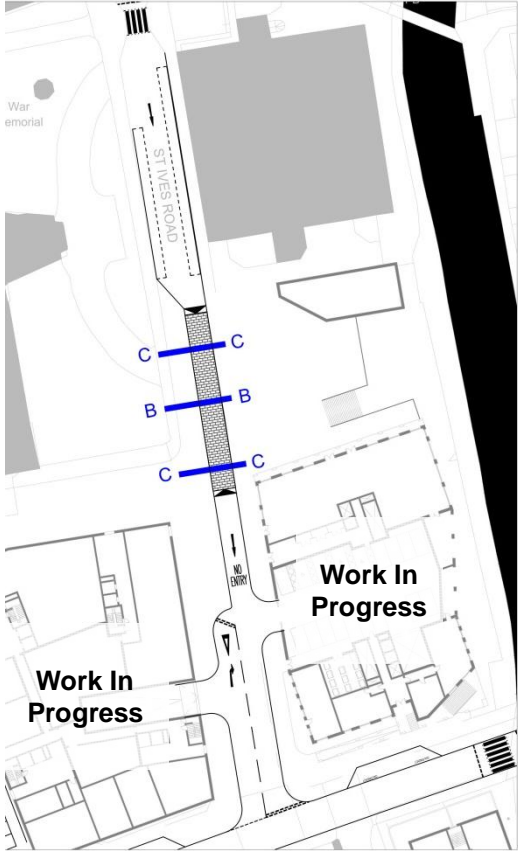 War
emorial
ST IVES ROAD
C C
B B
C C
NO
ENTRY
Work In
Progress
Work In
Progress